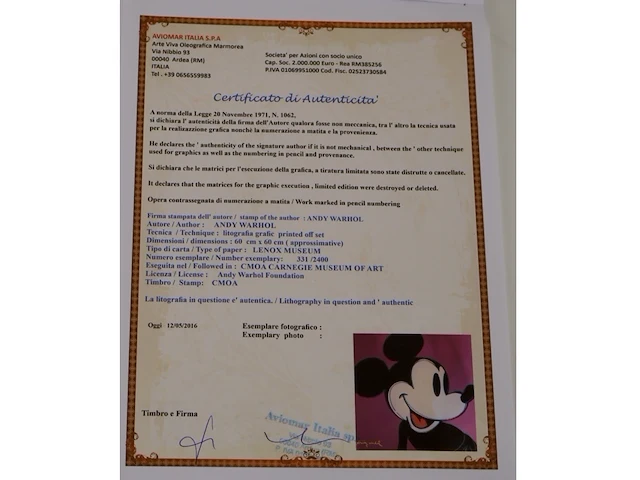 AVIOMAR ITALIA S.P.A
Arte Viva Oleografica Marmorea
Via Nibbio 93
00040 Ardea (RM)
ITALIA
Tel . +39 0656559983
Societa' per Azioni con socio unico
Cap. Soc. 2.000.000 Euro - Rea RM385256
P.IVA 01069951000 Cod. Fisc. 02523730584
Certificato di Autenticita'
A norma della Legge 20 Novembre 1971, N. 1062,
si dichiara l' autenticità della firma dell'Autore qualora fosse non meccanica, tra l' altro la tecnica usata
per la realizazzione grafica nonchè la numerazione a matita e la provenienza.
He declares the ' authenticity of the signature author if it is not mechanical , between the ' other technique
used for graphics as well as the numbering in pencil and provenance.
Si dichiara che le matrici per l'esecuzione della grafica, a tiratura limitata sono state distrutte o cancellate.
It declares that the matrices for the graphic execution , limited edition were destroyed or deleted.
Opera contrassegnata di numerazione a matita / Work marked in pencil numbering
Firma stampata dell' autore / stamp of the author : ANDY WARHOL
Autore / Author : ANDY WARHOL
Tecnica / Technique : litografia grafic printed off set
Dimensioni / dimensions : 60 cm x 60 cm ( approssimative)
Tipo di carta / Type of paper : LENOX MUSEUM
Numero esemplare / Number exemplary: 331 /2400
Eseguita nel / Followed in : CMOA CARNEGIE MUSEUM OF ART
Licenza / License : Andy Warhol Foundation
Timbro / Stamp: CMOA
La litografia in questione e' autentica. / Lithography in question and ' authentic
Oggi 12/05/2016
Esemplare fotografico :
Exemplary photo :
Timbro e Firma
Aviomar Italia sp